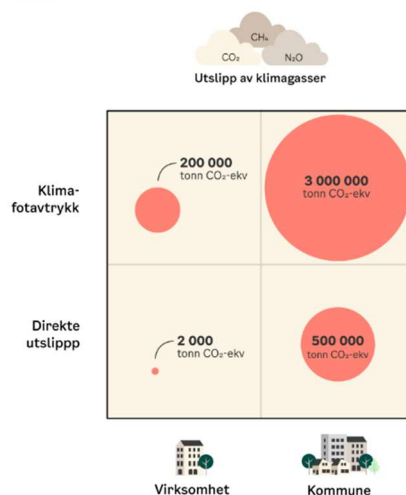 CH₄
CO₂
N₂O
Utslipp av klimagasser
Klima-
fotavtrykk
200 000
tonn CO₂-ekv
3 000 000
tonn CO₂-ekv
Direkte
utslippp
2 000
tonn CO₂-ekv
500 000
tonn CO₂-ekv
Virksomhet
Kommune